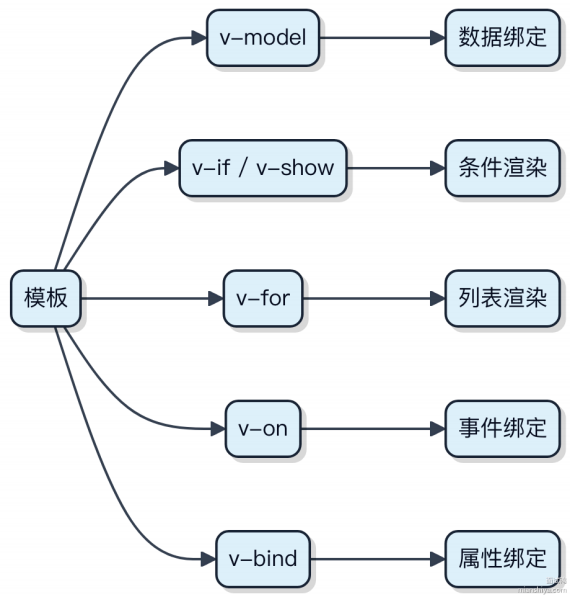 v-model
数据绑定
v-if / v-show
条件渲染
模板
v-for
列表渲染
v-on
事件绑定
v-bind
属性绑定